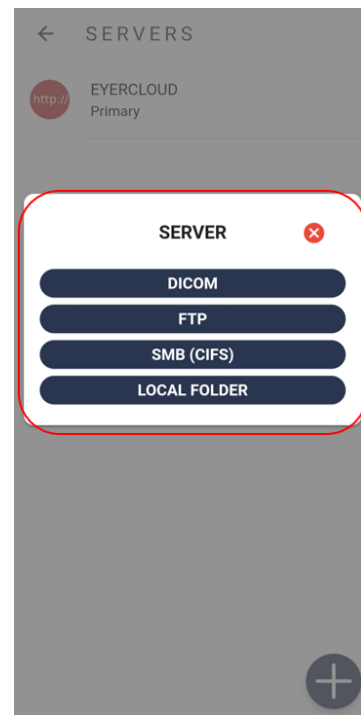 SERVERS
http://
EYERCLOUD
Primary
SERVER
DICOM
FTP
SMB (CIFS)
LOCAL FOLDER